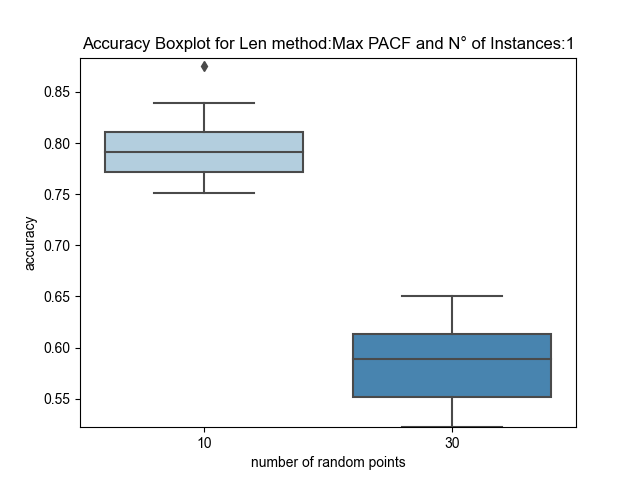 Accuracy Boxplot for Len method:Max PACF and N° of Instances:1
accuracy
0.85
0.80
0.75
0.70
0.65
0.60
0.55
10 30
number of random points